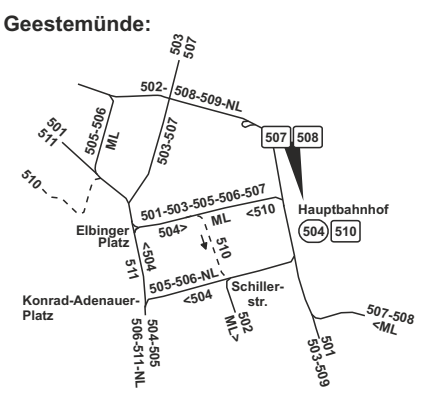 Geestemünde:
503
507
502-
508-509-NL
501
511
505-506
ML
503-507
507
508
510
501-503-505-506-507
504>
ML
<510
Hauptbahnhof
504
510
Elbinger
Platz
<504
511
510
505-506-NL
<504
Schiller-
str.
Konrad-Adenauer-
Platz
504-505
506-511-NL
502
ML>
507-508
<ML
501
503-509